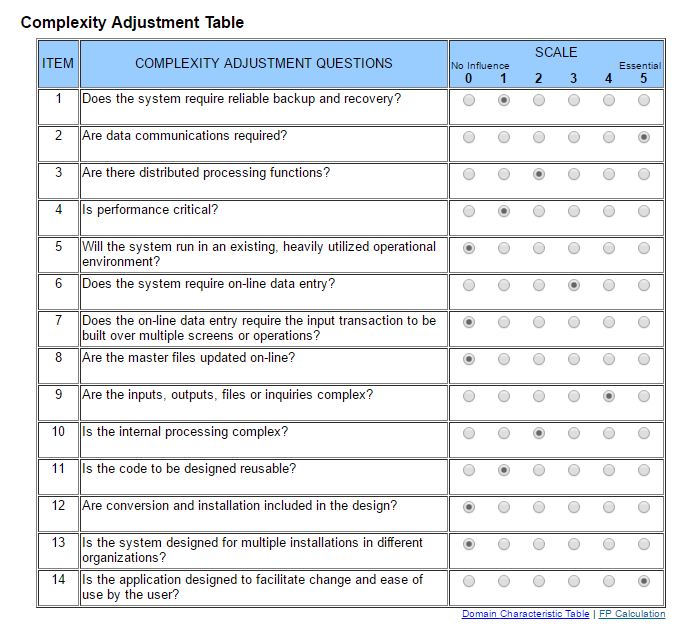 Complexity Adjustment Table
ITEM
COMPLEXITY ADJUSTMENT QUESTIONS
SCALE
No Influence
Essential
0 1 2 3 4 5
1 Does the system require reliable backup and recovery?
2 Are data communications required?
3 Are there distributed processing functions?
4 Is performance critical?
5 Will the system run in an existing, heavily utilized operational
environment?
6 Does the system require on-line data entry?
7 Does the on-line data entry require the input transaction to be
built over multiple screens or operations?
8 Are the master files updated on-line?
9 Are the inputs, outputs, files or inquiries complex?
10 Is the internal processing complex?
11 Is the code to be designed reusable?
12 Are conversion and installation included in the design?
13 Is the system designed for multiple installations in different
organizations?
14 Is the application designed to facilitate change and ease of
use by the user?
Domain Characteristic Table | FP Calculation